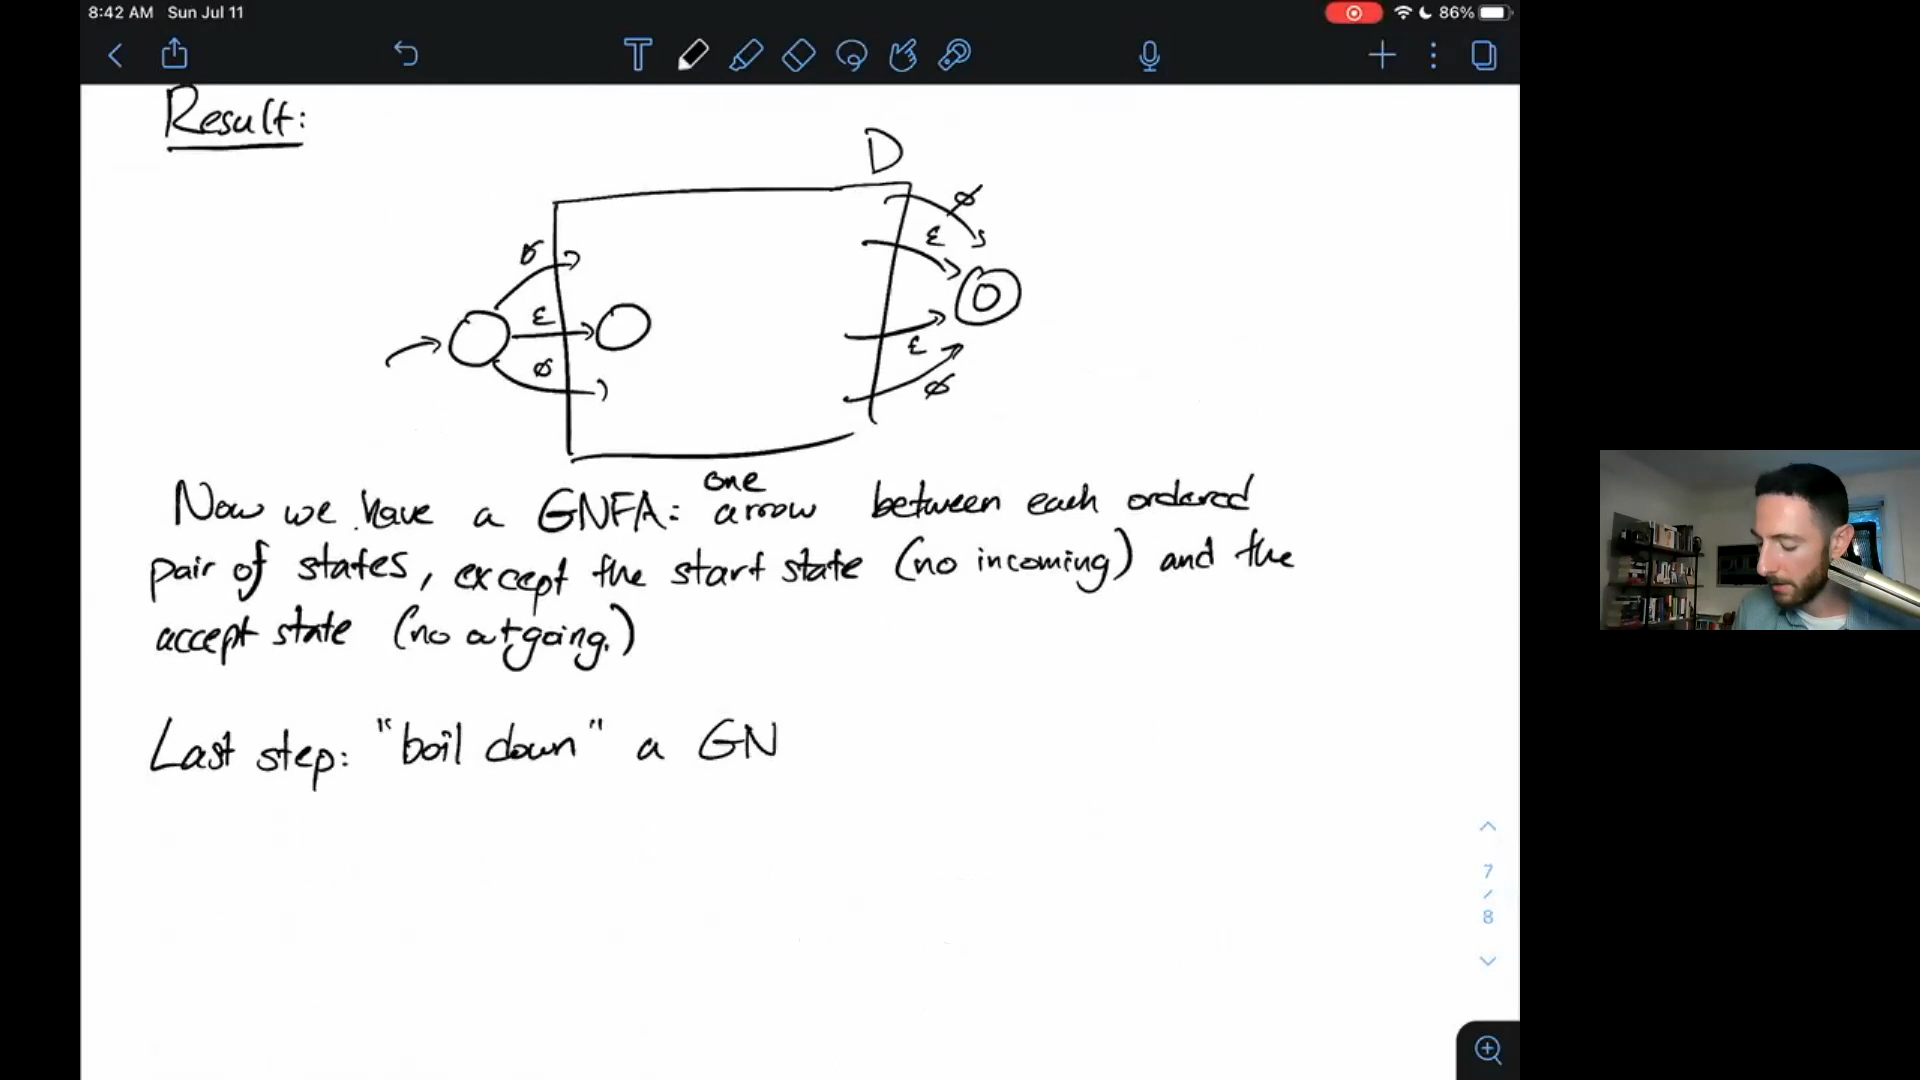 8:42 AM Sun Jul 11
86%
Result:
D
ø ø
ε ε
ε ε
ø ø
one
Now we have a GNFA: arrow between each ordered
pair of states, except the start state (no incoming) and the
accept state (no outgoing.)
Last step: "boil down" a GN
7
/
8